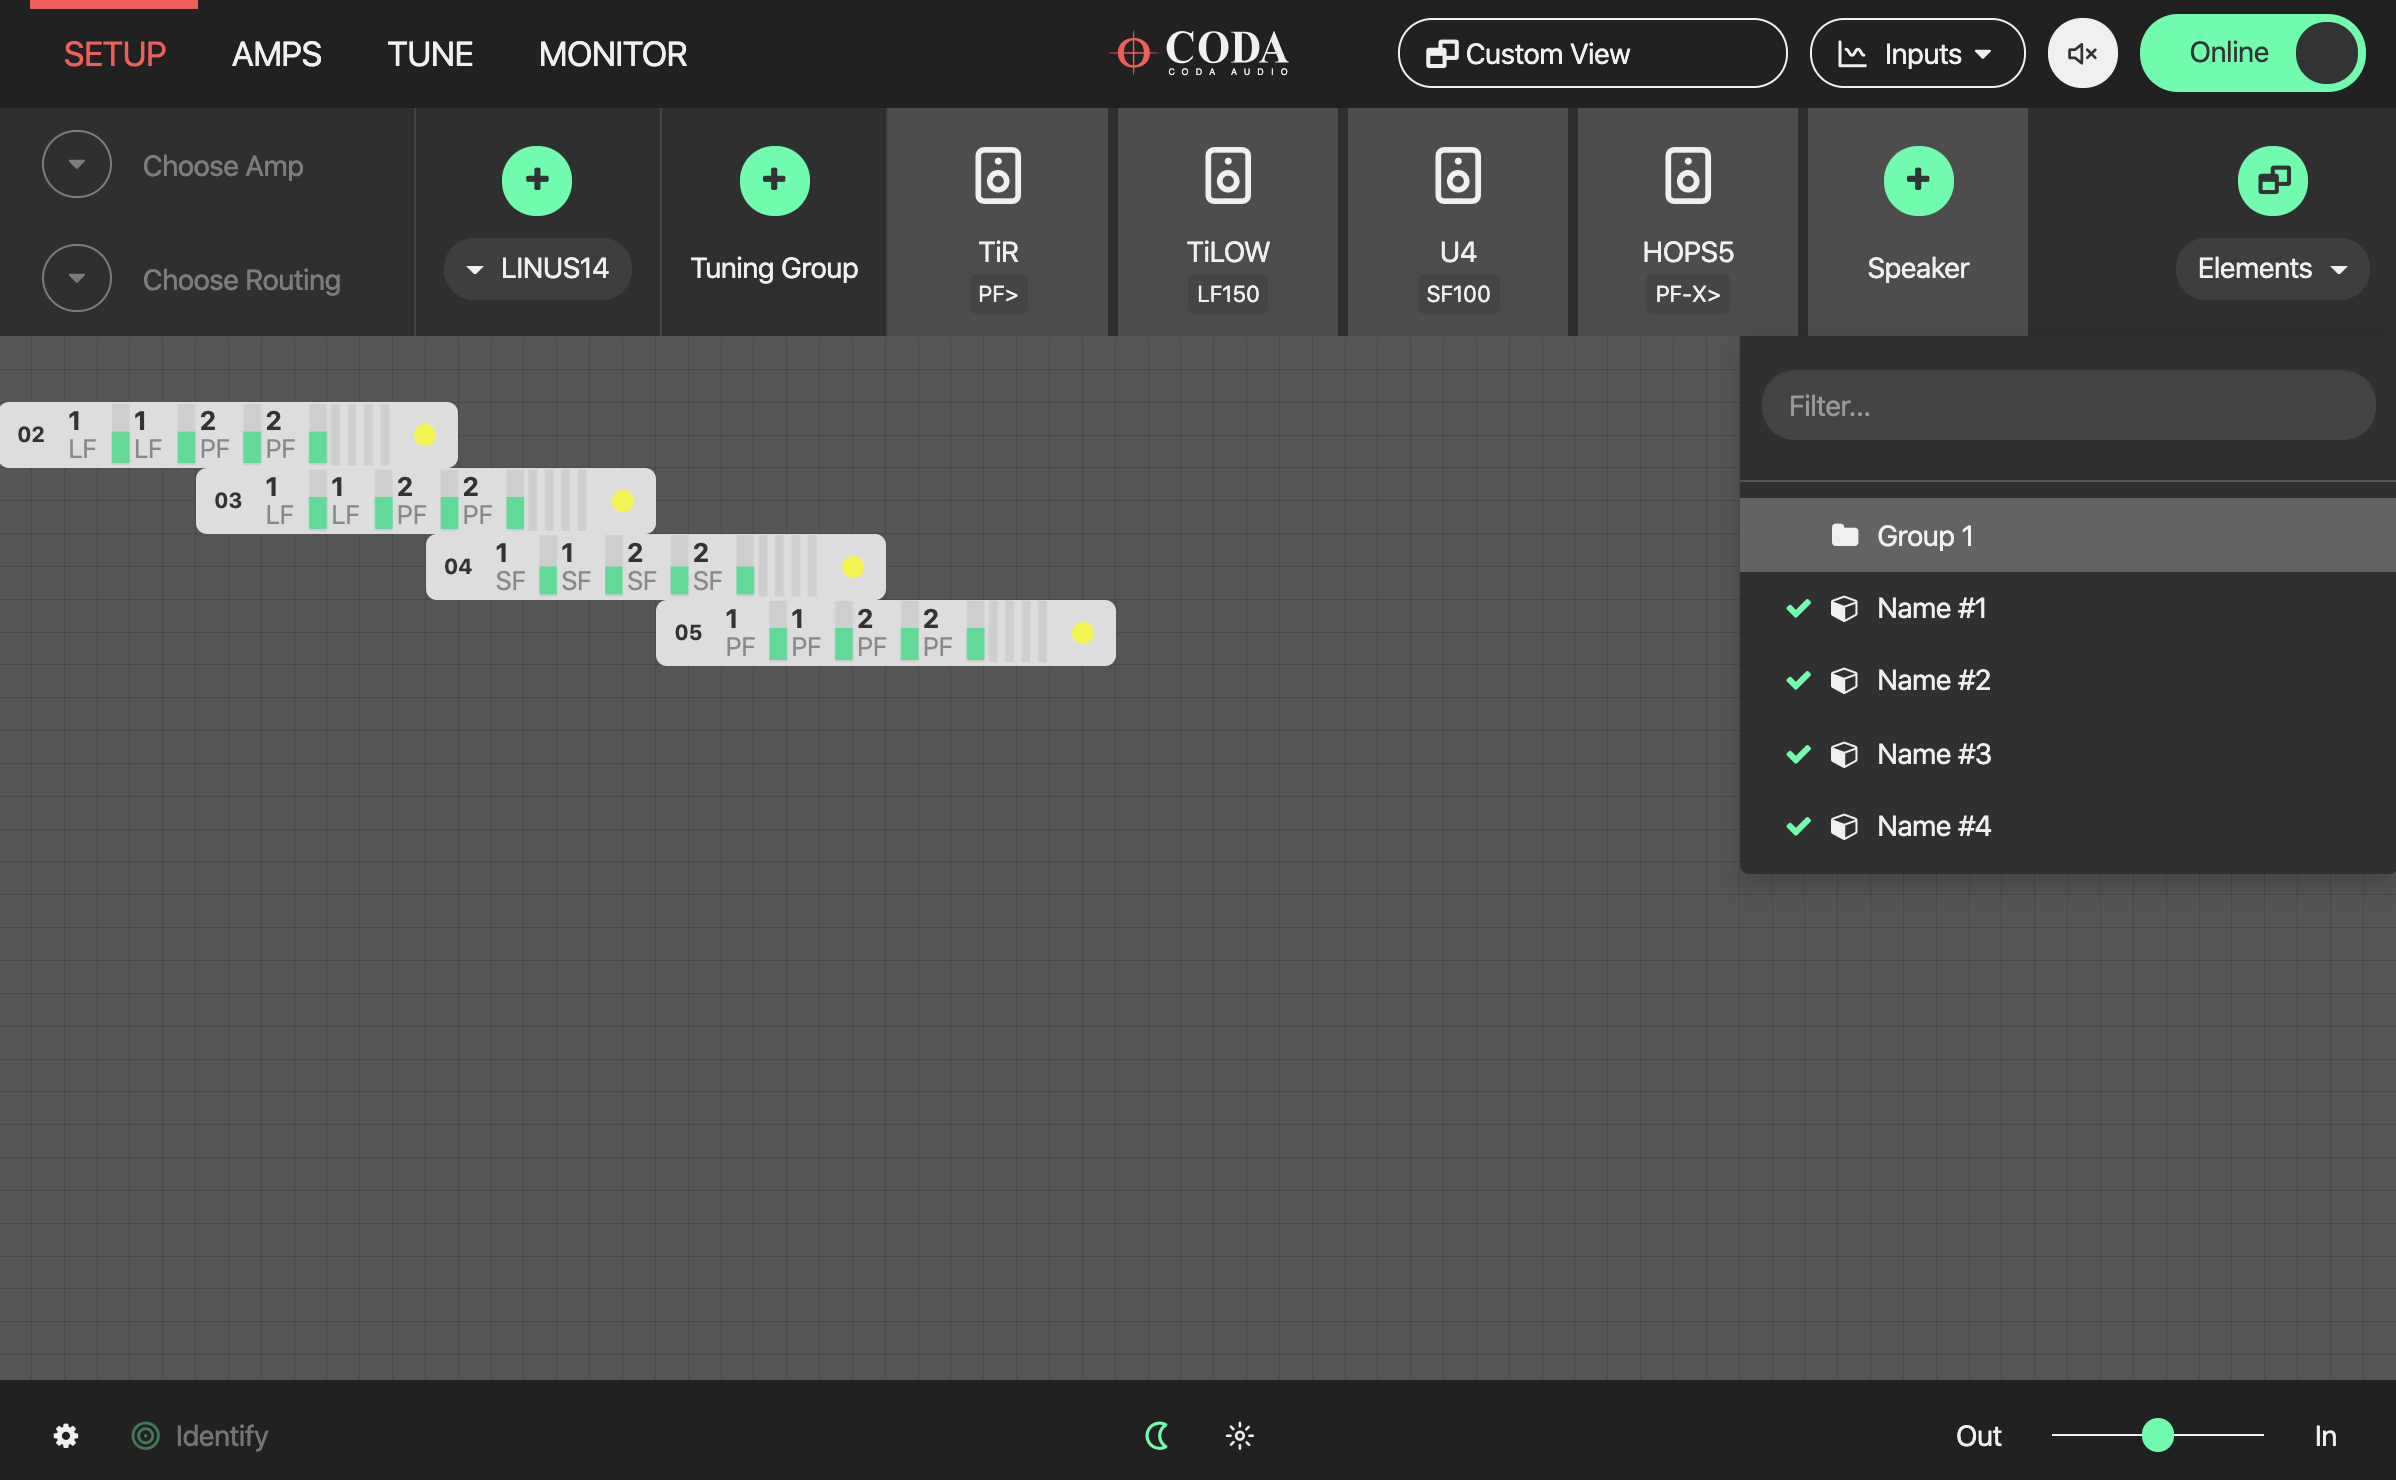 SETUP AMPS TUNE MONITOR CODA Custom View Inputs Online
CODA AUDIO
Choose Amp
Choose Routing
LINUS14
Tuning Group
TiR
PF>
TiLOW
LF150
U4
SF100
HOPS5
PF-X>
Speaker
Elements
Filter...
Group 1
Name #1
Name #2
Name #3
Name #4
02 1 1 2 2
LF LF PF PF
03 1 1 2 2
LF LF PF PF
04 1 1 2 2
SF SF SF SF
05 1 1 2 2
PF PF PF PF
Identify Out In